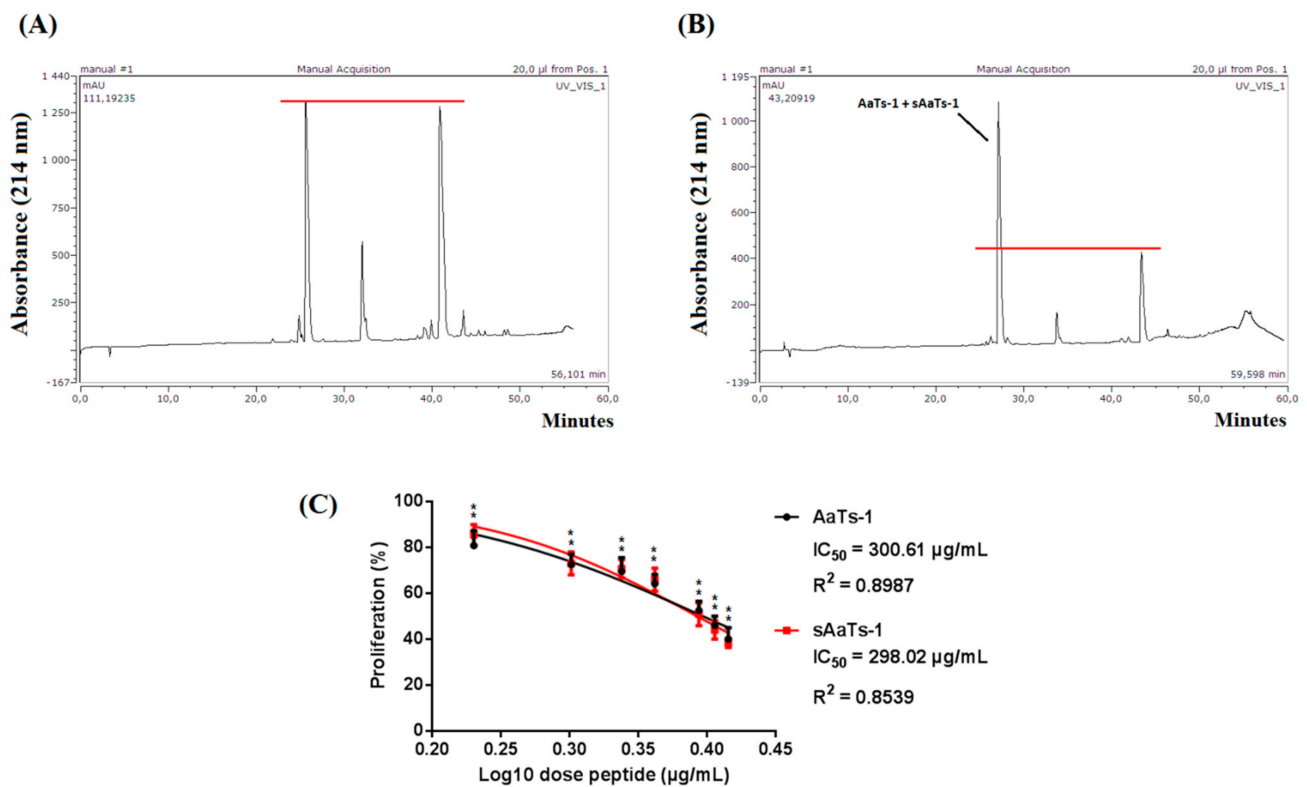 (A)
manual #1 Manual Acquisition 20,0 µl from Pos. 1
mAU UV_VIS_1
111,19235
1 440
1 250
1 000
750
500
250
-167
Absorbance (214 nm)
56,101 min
0,0 10,0 20,0 30,0 40,0 50,0 60,0
Minutes
(B)
manual #1 Manual Acquisition 20,0 µl from Pos. 1
mAU UV_VIS_1
43,20919
AaTs-1 + sAaTs-1
1 195
1 000
800
600
400
200
-139
Absorbance (214 nm)
59,598 min
0,0 10,0 20,0 30,0 40,0 50,0 60,0
Minutes
(C)
100
80
60
40
20
0
Proliferation (%)
** ** ** ** ** ** **
0.20 0.25 0.30 0.35 0.40 0.45
Log10 dose peptide (µg/mL)
AaTs-1
IC50 = 300.61 µg/mL
R2 = 0.8987
sAaTs-1
IC50 = 298.02 µg/mL
R2 = 0.8539